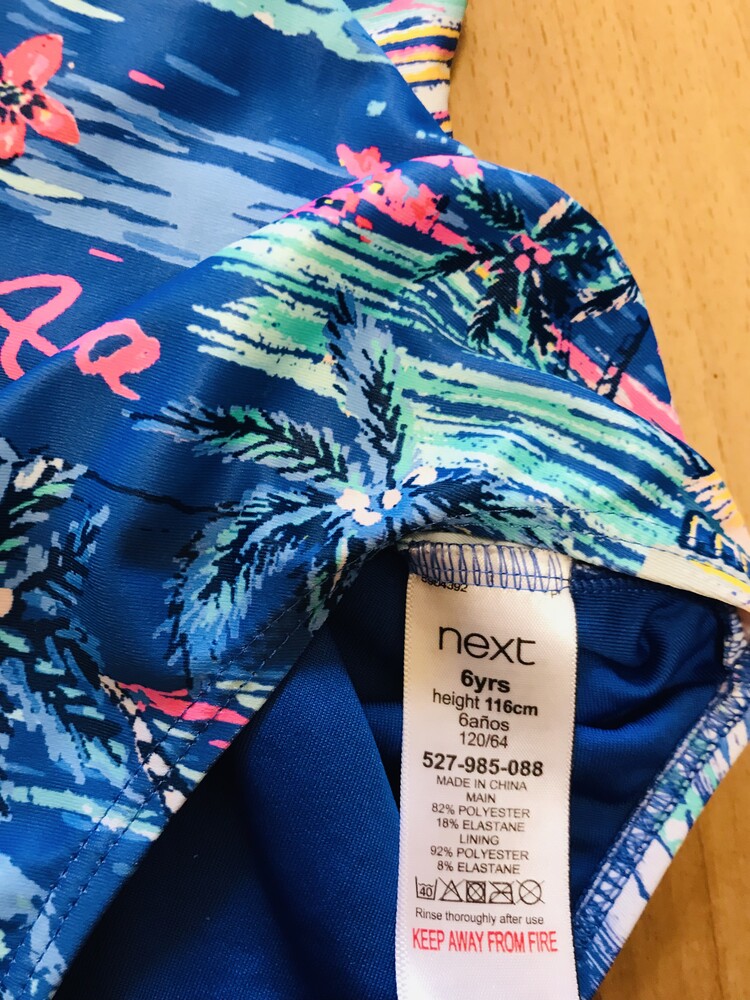 next
6yrs
height 116cm
6años
120/64
527-985-088
MADE IN CHINA
MAIN
82% POLYESTER
18% ELASTANE
LINING
92% POLYESTER
8% ELASTANE
40
Rinse thoroughly after use
KEEP AWAY FROM FIRE